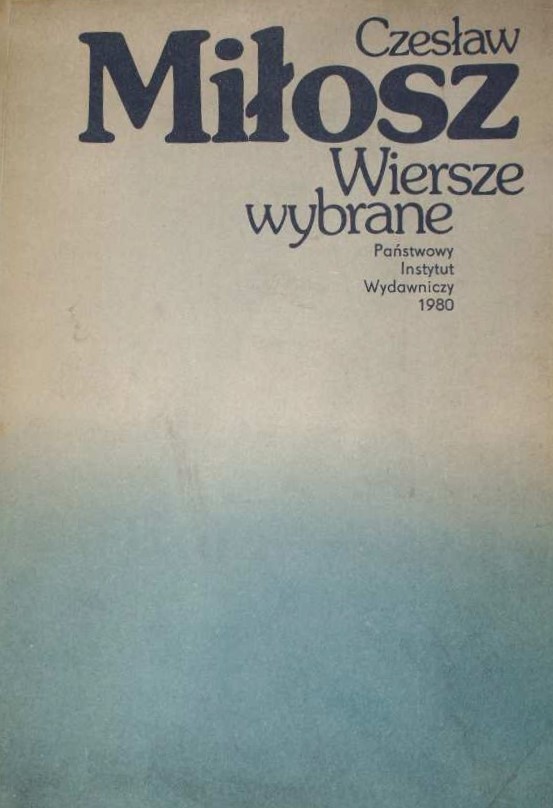 Czesław
Miłosz
Wiersze
wybrane
Państwowy
Instytut
Wydawniczy
1980